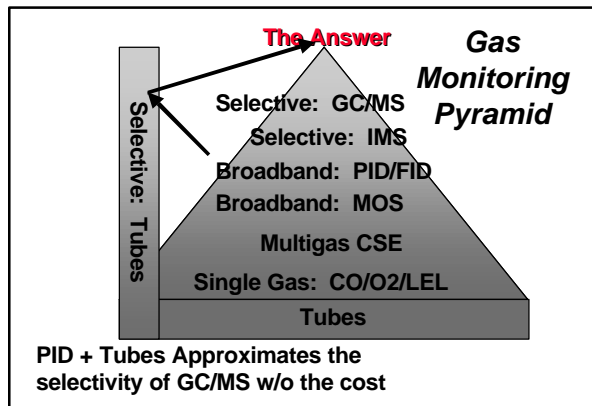 The Answer
Gas
Monitoring
Pyramid
Selective: Tubes
Selective: GC/MS
Selective: IMS
Broadband: PID/FID
Broadband: MOS
Multigas CSE
Single Gas: CO/O2/LEL
Tubes
PID + Tubes Approximates the
selectivity of GC/MS w/o the cost